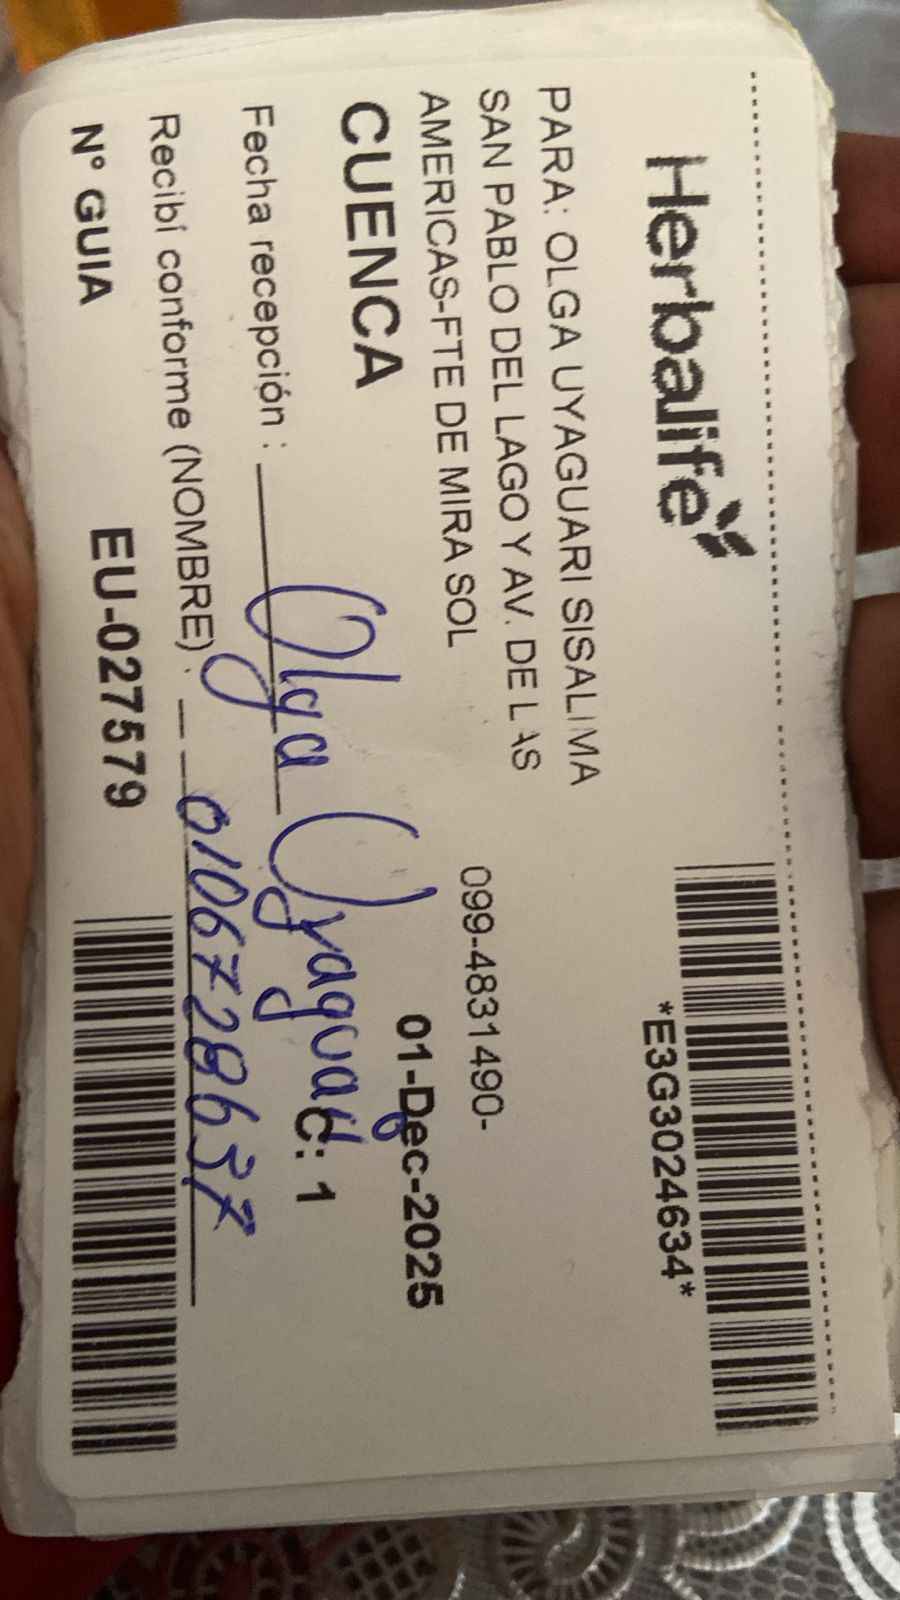 Herbalife
*E3G3024634*
PARA: OLGA UYAGUARI SISALIMA
SAN PABLO DEL LAGO Y AV. DE LAS
099-4831490-
AMERICAS-FTE DE MIRA SOL
CUENCA
01-Dec-2025
C: 1
Fecha recepción :
Olga Uyaguari
Recibí conforme (NOMBRE):
0106728637
N° GUIA
EU-027579